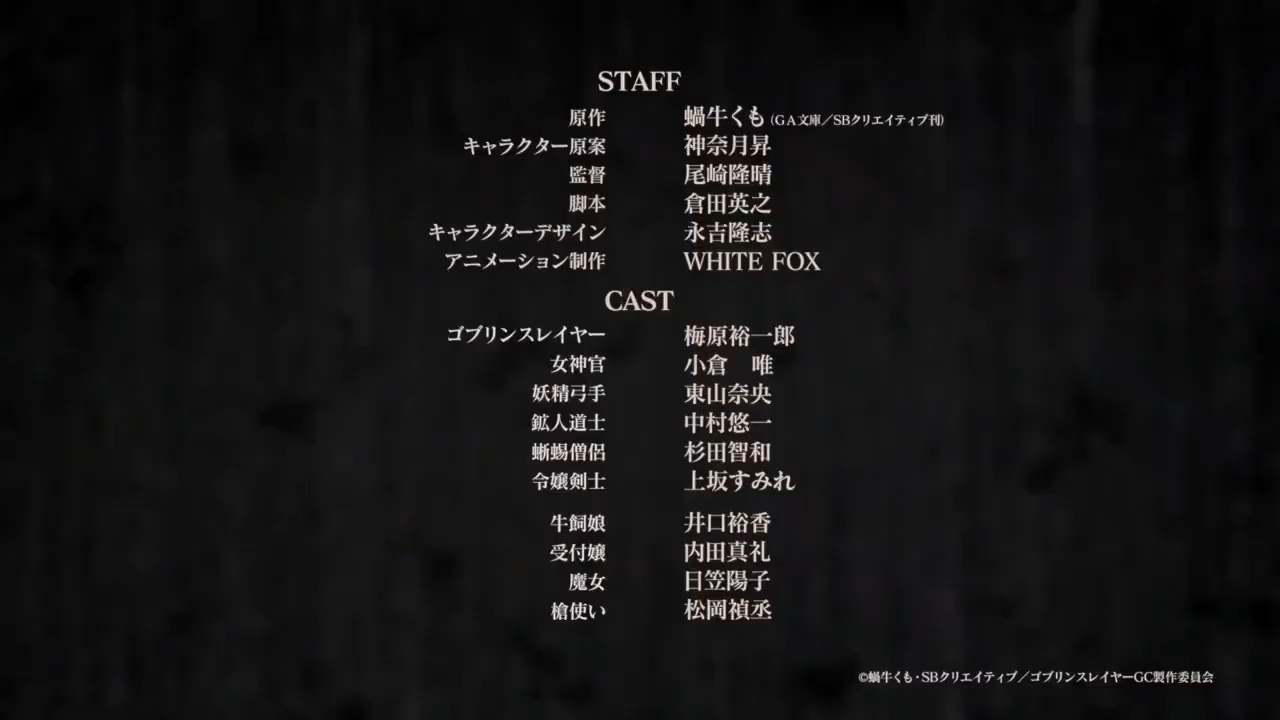 STAFF
原作 蝸牛くも (GA文庫／SBクリエイティブ刊)
キャラクター原案 神奈月昇
監督 尾崎隆晴
脚本 倉田英之
キャラクターデザイン 永吉隆志
アニメーション制作 WHITE FOX
CAST
ゴブリンスレイヤー 梅原裕一郎
女神官 小倉　唯
妖精弓手 東山奈央
鉱人道士 中村悠一
蜥蜴僧侶 杉田智和
令嬢剣士 上坂すみれ
牛飼娘 井口裕香
受付嬢 内田真礼
魔女 日笠陽子
槍使い 松岡禎丞
©蝸牛くも・SBクリエイティブ／ゴブリンスレイヤーGC製作委員会